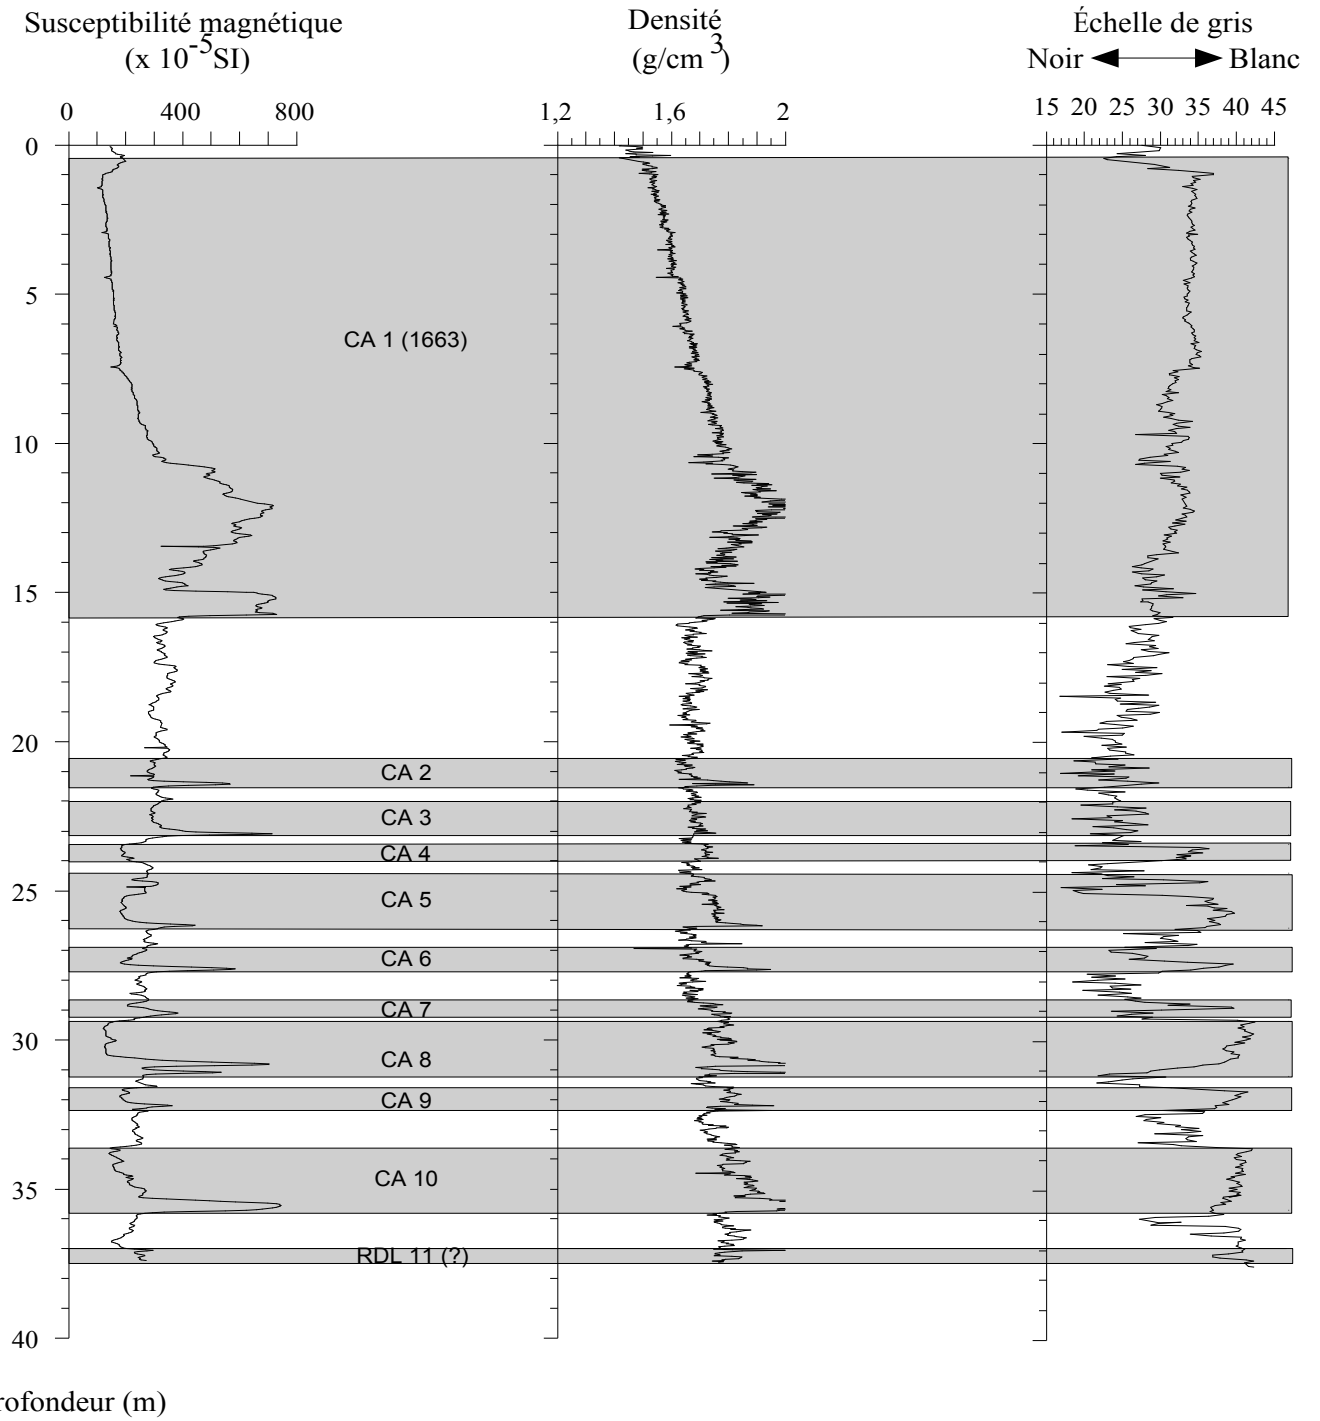 Susceptibilité magnétique
(x 10-5SI)
Densité
(g/cm3)
Échelle de gris
Noir Blanc
0 400 800
1,2 1,6 2
15 20 25 30 35 40 45
0
5
CA 1 (1663)
10
15
20
CA 2
CA 3
CA 4
25
CA 5
CA 6
CA 7
30
CA 8
CA 9
CA 10
35
RDL 11 (?)
40
rofondeur (m)